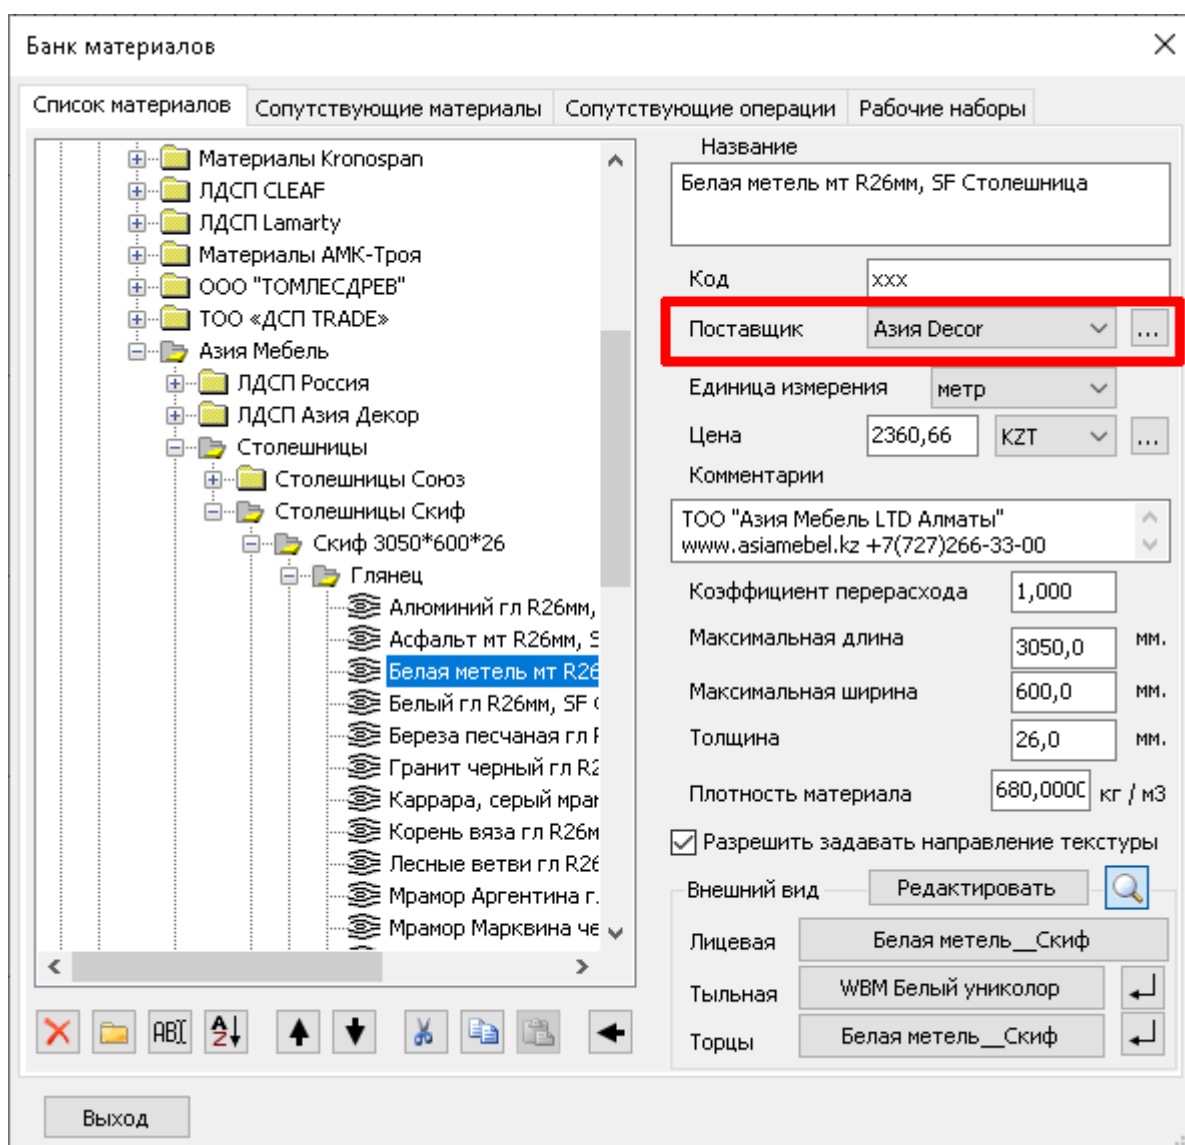 Банк материалов
Список материалов
Сопутствующие материалы
Сопутствующие операции
Рабочие наборы
Материалы Kronospan
ЛДСП CLEAF
ЛДСП Lamarty
Материалы АМК-Троя
ООО "ТОМЛЕСДРЕВ"
ТОО «ДСП TRADE»
Азия Мебель
ЛДСП Россия
ЛДСП Азия Декор
Столешницы
Столешницы Союз
Столешницы Скиф
Скиф 3050*600*26
Глянец
Алюминий гл R26мм,
Асфальт мт R26мм, S
Белая метель мт R26
Белый гл R26мм, SF
Береза песчаная гл
Гранит черный гл R2
Каррара, серый мра
Корень вяза гл R26м
Лесные ветви гл R26
Мрамор Аргентина г.
Мрамор Марквина че
Название
Белая метель мт R26мм, SF Столешница
Код xxx
Поставщик Азия Decor ...
Единица измерения метр
Цена 2360,66 KZT ...
Комментарии
ТОО "Азия Мебель LTD Алматы"
www.asiamebel.kz +7(727)266-33-00
Коэффициент перерасхода 1,000
Максимальная длина 3050,0 мм.
Максимальная ширина 600,0 мм.
Толщина 26,0 мм.
Плотность материала 680,000 кг / м3
Разрешить задавать направление текстуры
Внешний вид Редактировать
Лицевая Белая метель__Скиф
Тыльная WBM Белый униколор
Торцы Белая метель__Скиф
ABI
AZ
Выход